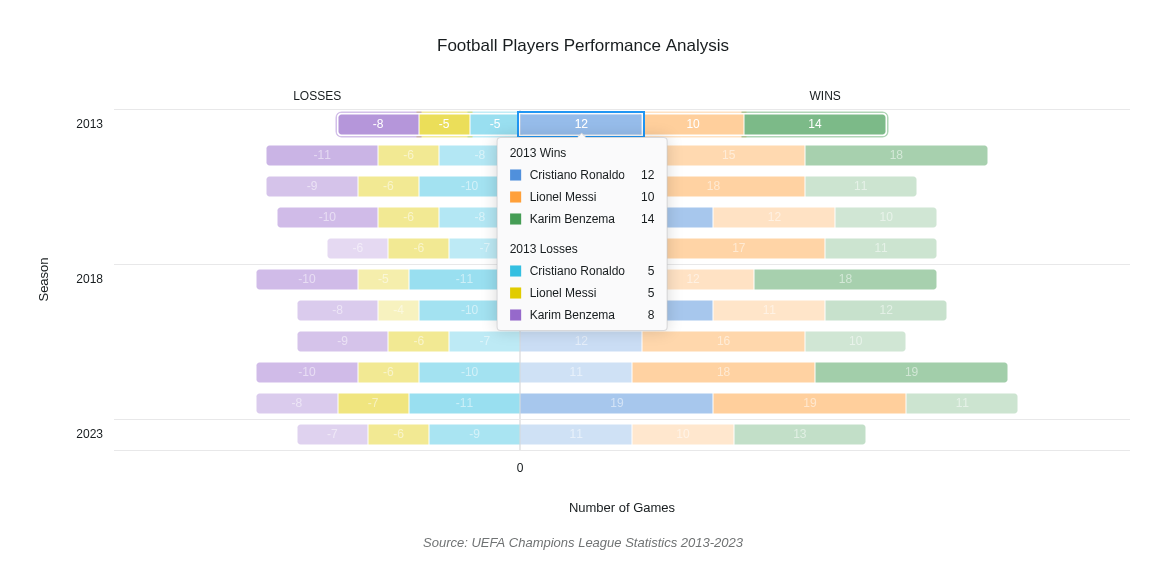 Football Players Performance Analysis
LOSSES WINS
2013 -8 -5 -5 12 10 14
-11 -6 -8 15 18
-9 -6 -10 18 11
-10 -6 -8 12 10
-6 -6 -7 17 11
2018 -10 -5 -11 12 18
-8 -4 -10 11 12
-9 -6 -7 12 16 10
-10 -6 -10 11 18 19
-8 -7 -11 19 19 11
2023 -7 -6 -9 11 10 13
2013 Wins
Cristiano Ronaldo 12
Lionel Messi 10
Karim Benzema 14
2013 Losses
Cristiano Ronaldo 5
Lionel Messi 5
Karim Benzema 8
0
Season
Number of Games
Source: UEFA Champions League Statistics 2013-2023